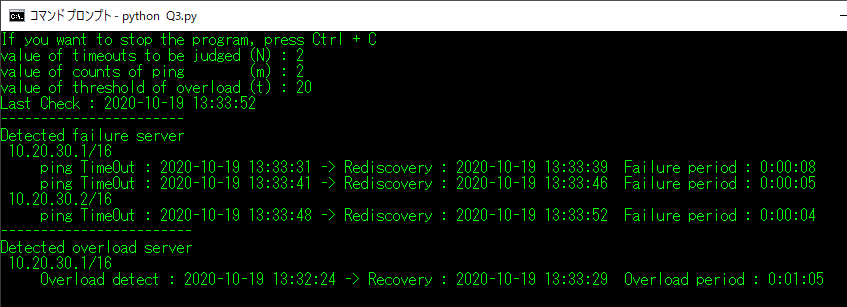 コマンド プロンプト - python  Q3.py
If you want to stop the program, press Ctrl + C
value of timeouts to be judged (N) : 2
value of counts of ping        (m) : 2
value of threshold of overload (t) : 20
Last Check : 2020-10-19 13:33:52
-----------------------
Detected failure server
 10.20.30.1/16
     ping TimeOut : 2020-10-19 13:33:31 -> Rediscovery : 2020-10-19 13:33:39  Failure period : 0:00:08
     ping TimeOut : 2020-10-19 13:33:41 -> Rediscovery : 2020-10-19 13:33:46  Failure period : 0:00:05
 10.20.30.2/16
     ping TimeOut : 2020-10-19 13:33:48 -> Rediscovery : 2020-10-19 13:33:52  Failure period : 0:00:04
------------------------
Detected overload server
 10.20.30.1/16
     Overload detect : 2020-10-19 13:32:24 -> Recovery : 2020-10-19 13:33:29  Overload period : 0:01:05